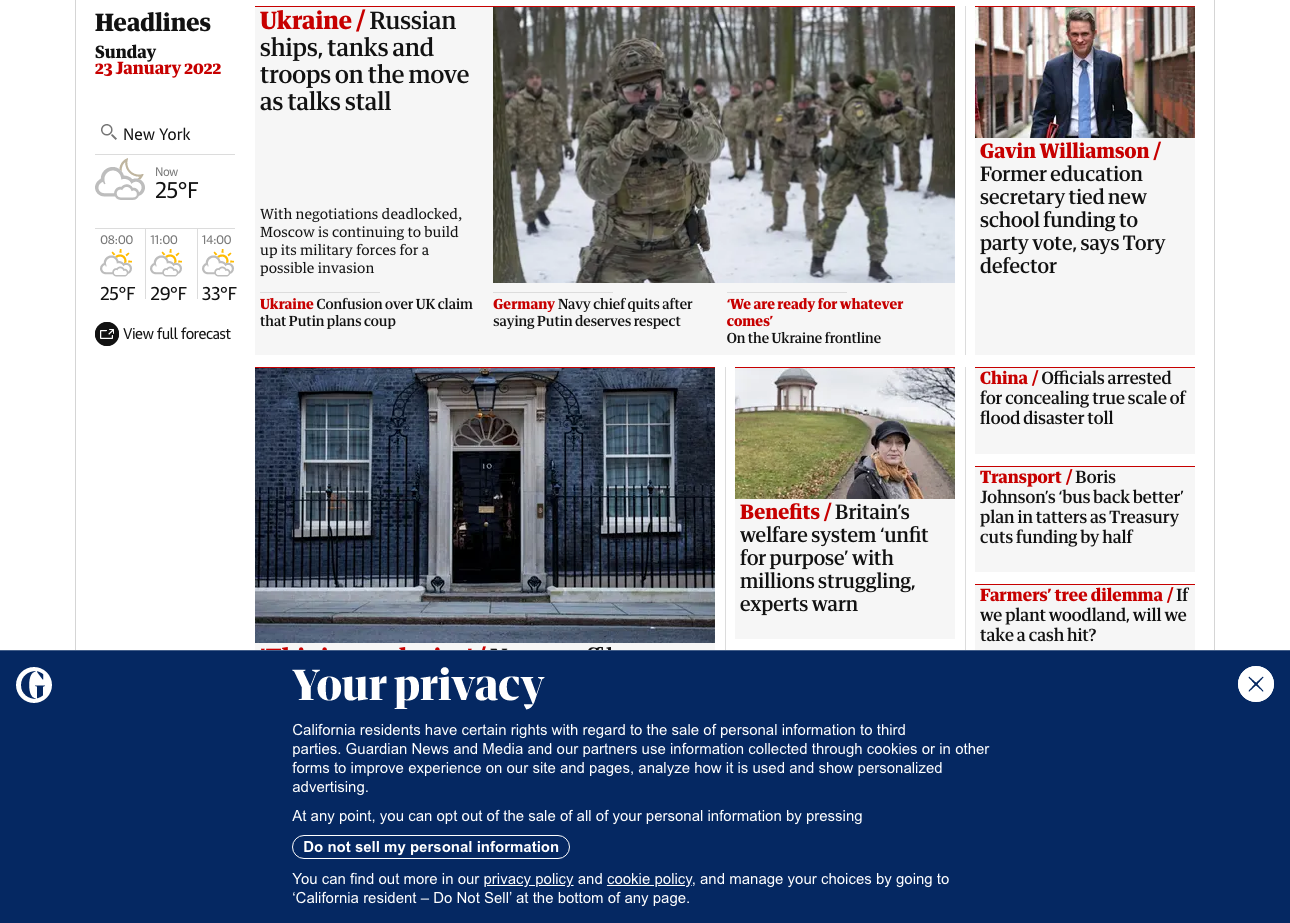 Headlines
Sunday
23 January 2022
New York
Now
25°F
08:00
25°F
11:00
29°F
14:00
33°F
View full forecast
Ukraine / Russian
ships, tanks and
troops on the move
as talks stall
With negotiations deadlocked,
Moscow is continuing to build
up its military forces for a
possible invasion
Ukraine Confusion over UK claim
that Putin plans coup
Germany Navy chief quits after
saying Putin deserves respect
‘We are ready for whatever
comes’
On the Ukraine frontline
Gavin Williamson /
Former education
secretary tied new
school funding to
party vote, says Tory
defector
10
Benefits / Britain’s
welfare system ‘unfit
for purpose’ with
millions struggling,
experts warn
China / Officials arrested
for concealing true scale of
flood disaster toll
Transport / Boris
Johnson’s ‘bus back better’
plan in tatters as Treasury
cuts funding by half
Farmers’ tree dilemma / If
we plant woodland, will we
take a cash hit?
G
Your privacy
California residents have certain rights with regard to the sale of personal information to third
parties. Guardian News and Media and our partners use information collected through cookies or in other
forms to improve experience on our site and pages, analyze how it is used and show personalized
advertising.
At any point, you can opt out of the sale of all of your personal information by pressing
Do not sell my personal information
You can find out more in our privacy policy and cookie policy, and manage your choices by going to
‘California resident – Do Not Sell’ at the bottom of any page.